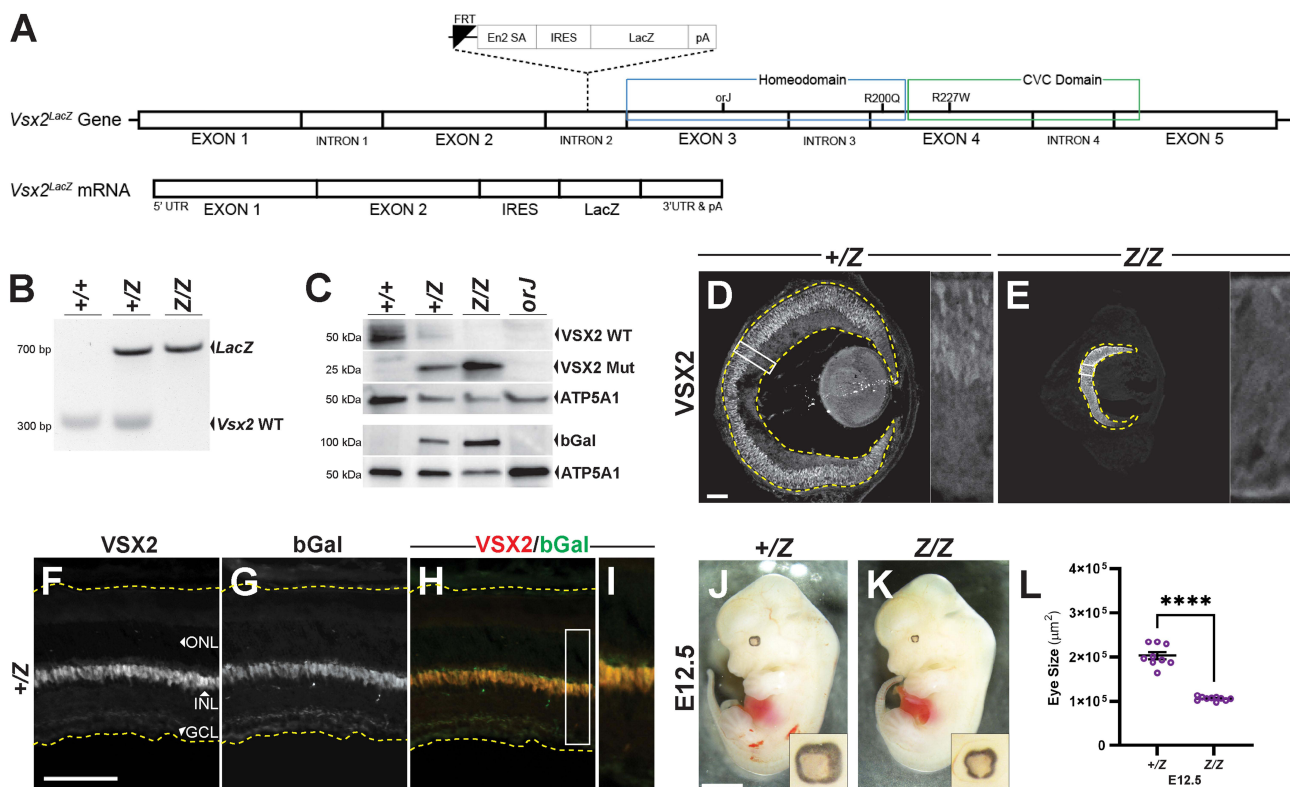 A
FRT
En2 SA IRES LacZ pA
Homeodomain CVC Domain
orJ R200Q R227W
Vsx2LacZ Gene
EXON 1 INTRON 1 EXON 2 INTRON 2 EXON 3 INTRON 3 EXON 4 INTRON 4 EXON 5
Vsx2LacZ mRNA
5' UTR EXON 1 EXON 2 IRES LacZ 3'UTR & pA
B
+/+ +/Z Z/Z
700 bp LacZ
300 bp Vsx2 WT
C
+/+ +/Z Z/Z orJ
50 kDa VSX2 WT
25 kDa VSX2 Mut
50 kDa ATP5A1
100 kDa bGal
50 kDa ATP5A1
+/Z Z/Z
VSX2
D E
VSX2 bGal VSX2/bGal
+/Z
F G H I
ONL
INL
GCL
+/Z Z/Z
E12.5
J K
L
Eye Size (μm2)
4×105
3×105
2×105
1×105
0
****
+/Z Z/Z
E12.5